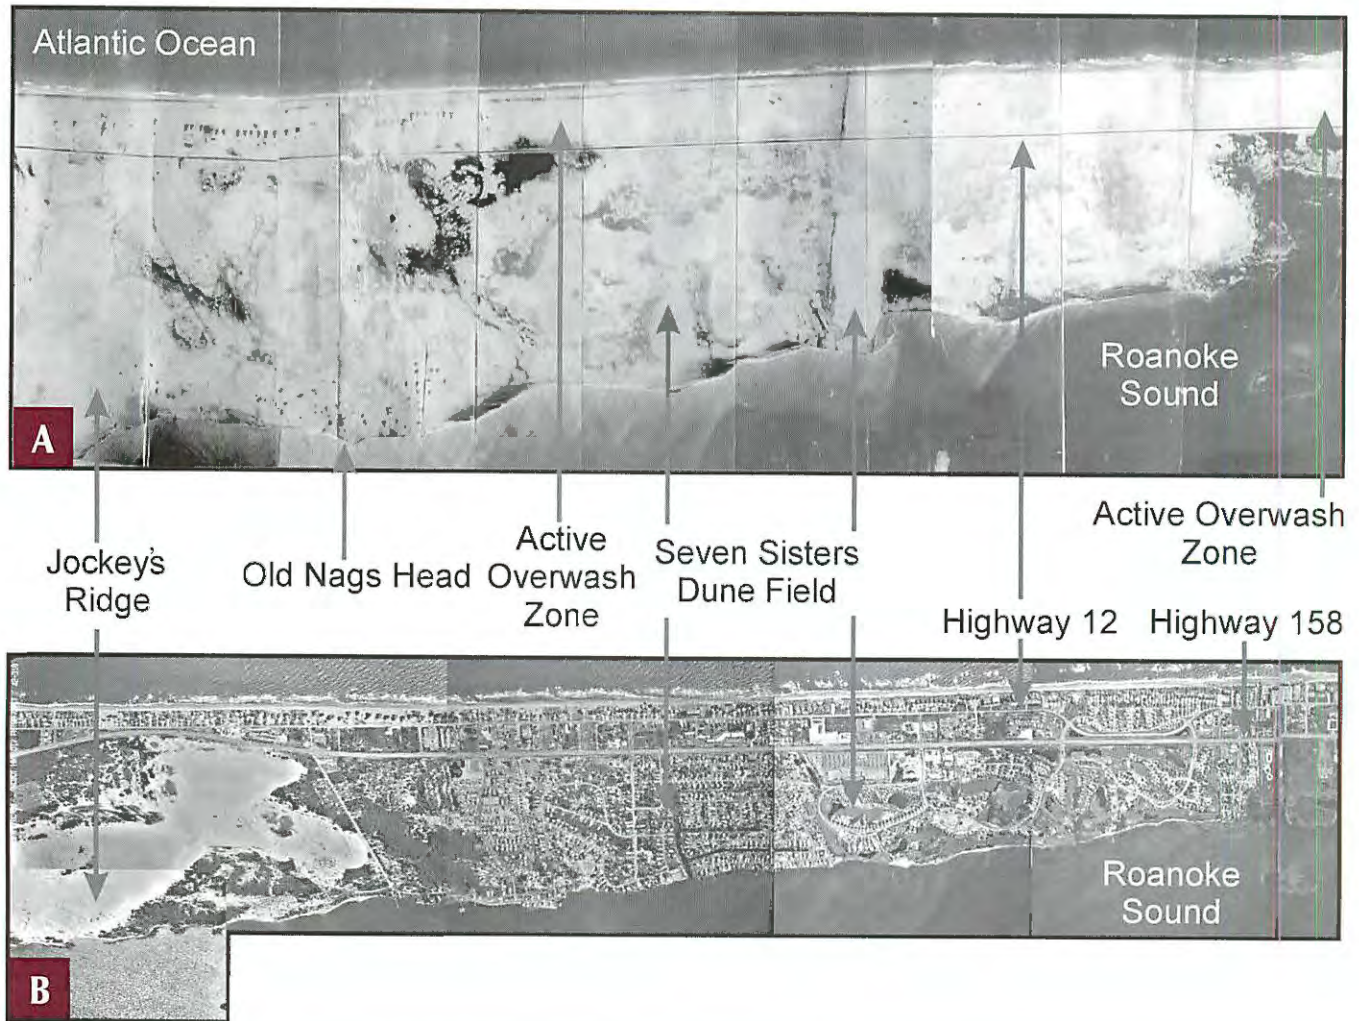 Atlantic Ocean
Roanoke
Sound
A
Jockey's
Ridge
Old Nags Head
Active
Overwash
Zone
Seven Sisters
Dune Field
Highway 12
Active Overwash
Zone
Highway 158
Roanoke
Sound
B